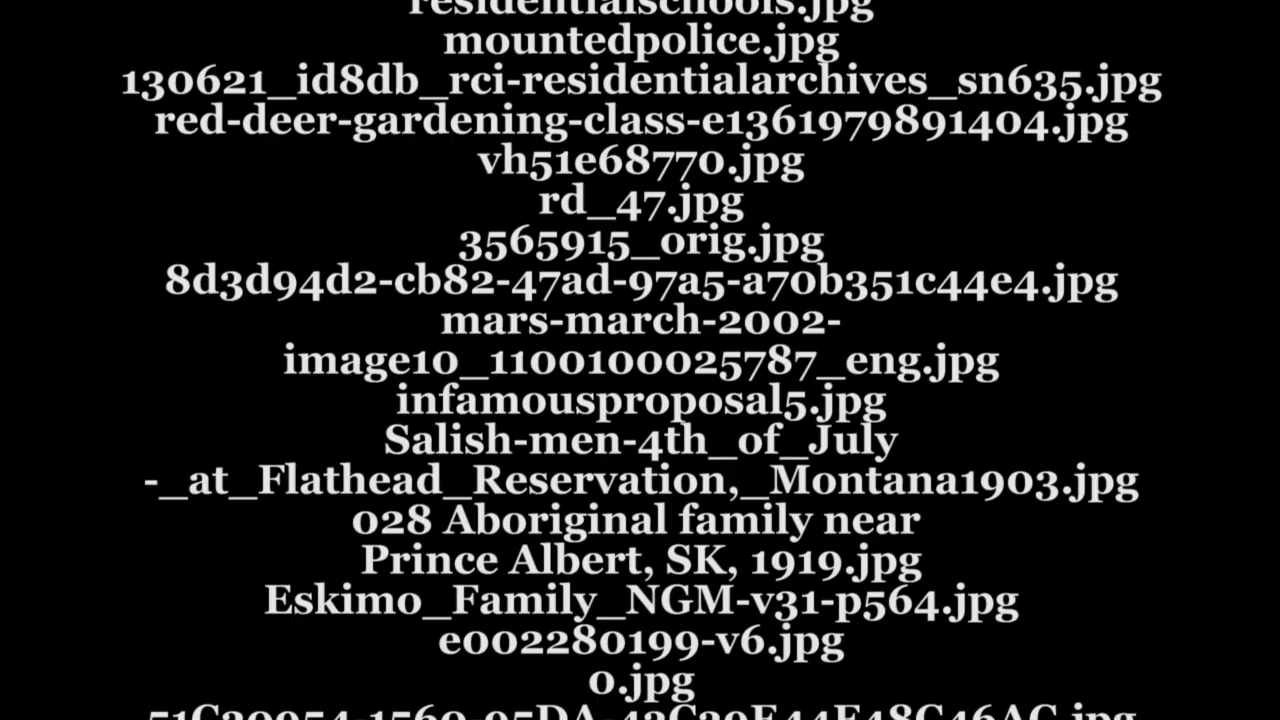 residentialschools.jpg
mountedpolice.jpg
130621_id8db_rci-residentialarchives_sn635.jpg
red-deer-gardening-class-e1361979891404.jpg
vh51e68770.jpg
rd_47.jpg
3565915_orig.jpg
8d3d94d2-cb82-47ad-97a5-a70b351c44e4.jpg
mars-march-2002-
image10_1100100025787_eng.jpg
infamousproposal5.jpg
Salish-men-4th_of_July
-_at_Flathead_Reservation,_Montana1903.jpg
028 Aboriginal family near
Prince Albert, SK, 1919.jpg
Eskimo_Family_NGM-v31-p564.jpg
e002280199-v6.jpg
0.jpg